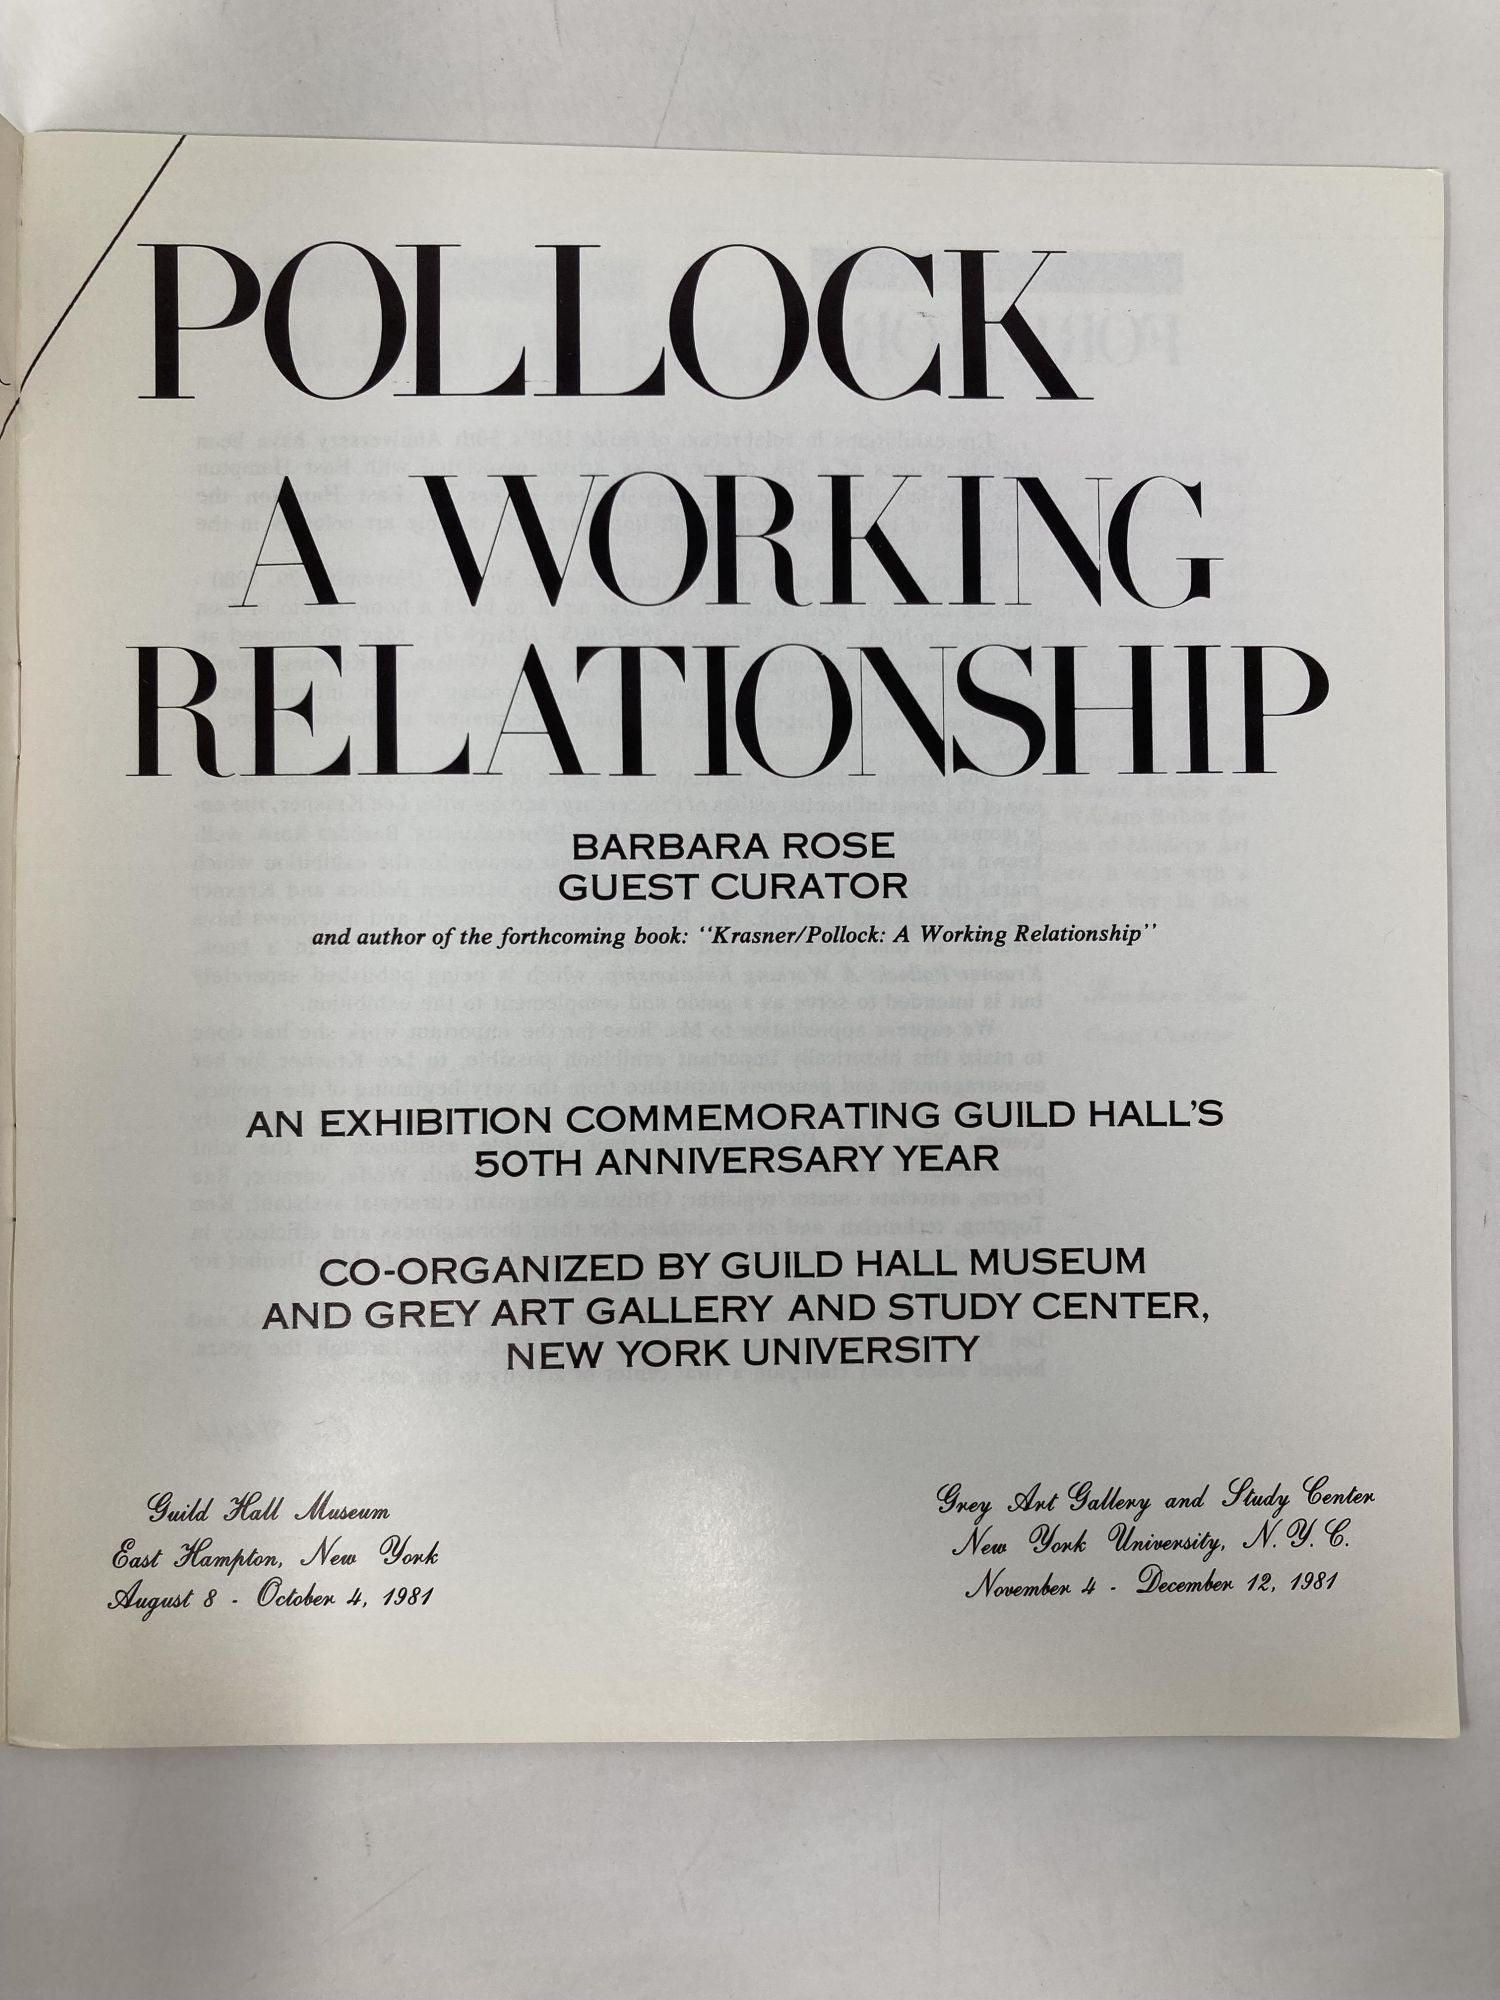 POLLOCK
A WORKING
RELATIONSHIP
BARBARA ROSE
GUEST CURATOR
and author of the forthcoming book: ''Krasner/Pollock: A Working Relationship''
AN EXHIBITION COMMEMORATING GUILD HALL'S
50TH ANNIVERSARY YEAR
CO-ORGANIZED BY GUILD HALL MUSEUM
AND GREY ART GALLERY AND STUDY CENTER,
NEW YORK UNIVERSITY
Guild Hall Museum
East Hampton, New York
August 8 - October 4, 1981
Grey Art Gallery and Study Center
New York University, N. Y. C.
November 4 - December 12, 1981